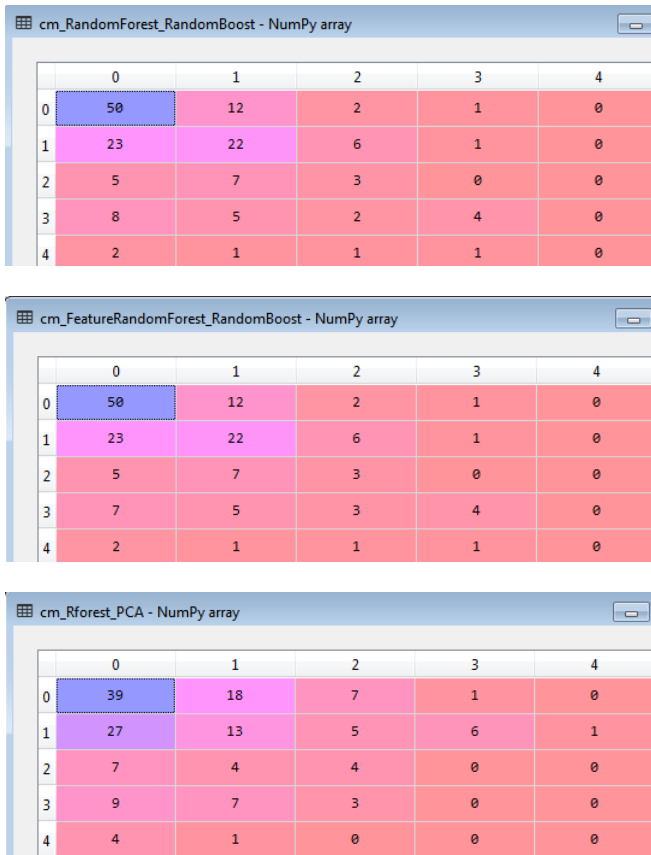 cm_RandomForest_RandomBoost - NumPy array
0 1 2 3 4
0 50 12 2 1 0
1 23 22 6 1 0
2 5 7 3 0 0
3 8 5 2 4 0
4 2 1 1 1 0
cm_FeatureRandomForest_RandomBoost - NumPy array
0 1 2 3 4
0 50 12 2 1 0
1 23 22 6 1 0
2 5 7 3 0 0
3 7 5 3 4 0
4 2 1 1 1 0
cm_Rforest_PCA - NumPy array
0 1 2 3 4
0 39 18 7 1 0
1 27 13 5 6 1
2 7 4 4 0 0
3 9 7 3 0 0
4 4 1 0 0 0